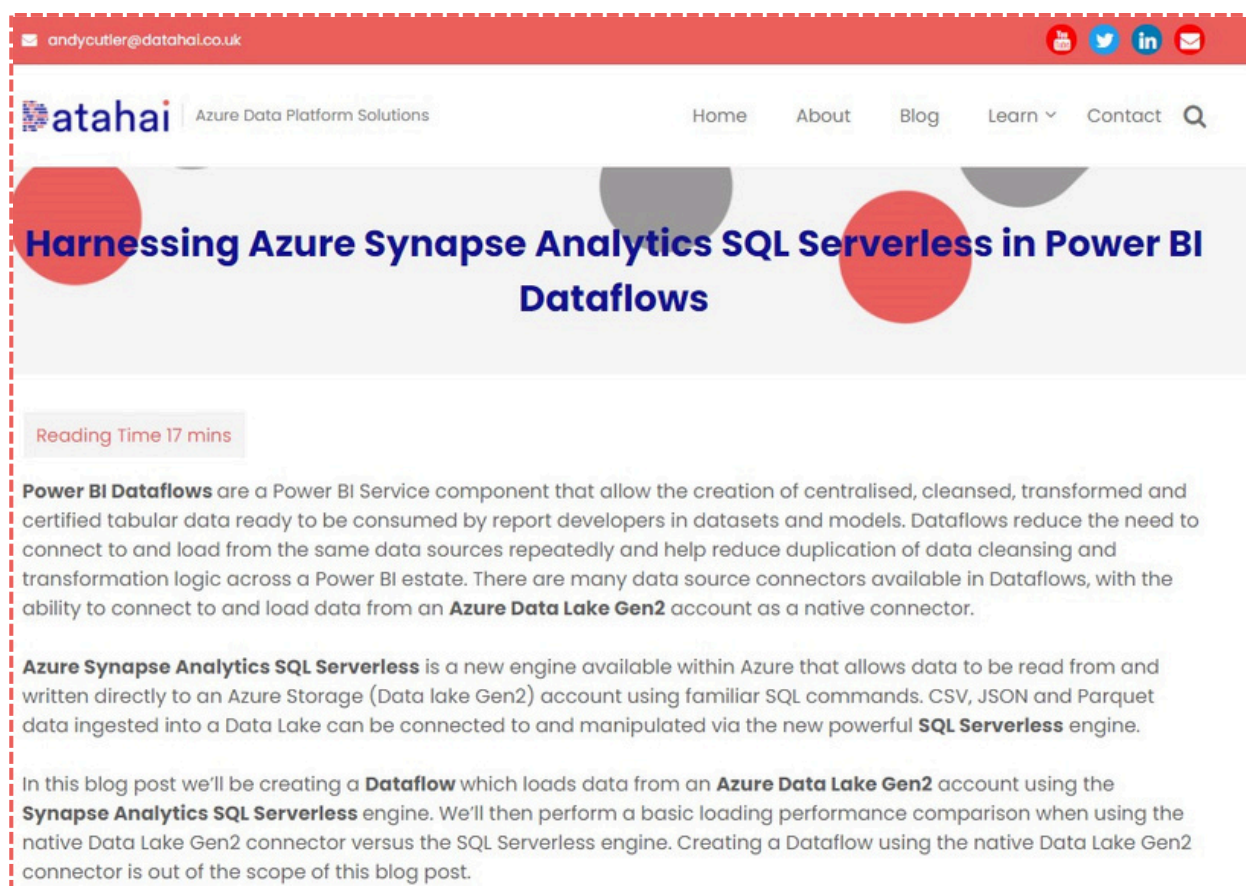 andycutler@datahai.co.uk
You Tube
in
Datahai
Azure Data Platform Solutions
Home About Blog Learn Contact
Harnessing Azure Synapse Analytics SQL Serverless in Power BI
Dataflows
Reading Time 17 mins
Power BI Dataflows are a Power BI Service component that allow the creation of centralised, cleansed, transformed and
certified tabular data ready to be consumed by report developers in datasets and models. Dataflows reduce the need to
connect to and load from the same data sources repeatedly and help reduce duplication of data cleansing and
transformation logic across a Power BI estate. There are many data source connectors available in Dataflows, with the
ability to connect to and load data from an Azure Data Lake Gen2 account as a native connector.
Azure Synapse Analytics SQL Serverless is a new engine available within Azure that allows data to be read from and
written directly to an Azure Storage (Data lake Gen2) account using familiar SQL commands. CSV, JSON and Parquet
data ingested into a Data Lake can be connected to and manipulated via the new powerful SQL Serverless engine.
In this blog post we'll be creating a Dataflow which loads data from an Azure Data Lake Gen2 account using the
Synapse Analytics SQL Serverless engine. We'll then perform a basic loading performance comparison when using the
native Data Lake Gen2 connector versus the SQL Serverless engine. Creating a Dataflow using the native Data Lake Gen2
connector is out of the scope of this blog post.